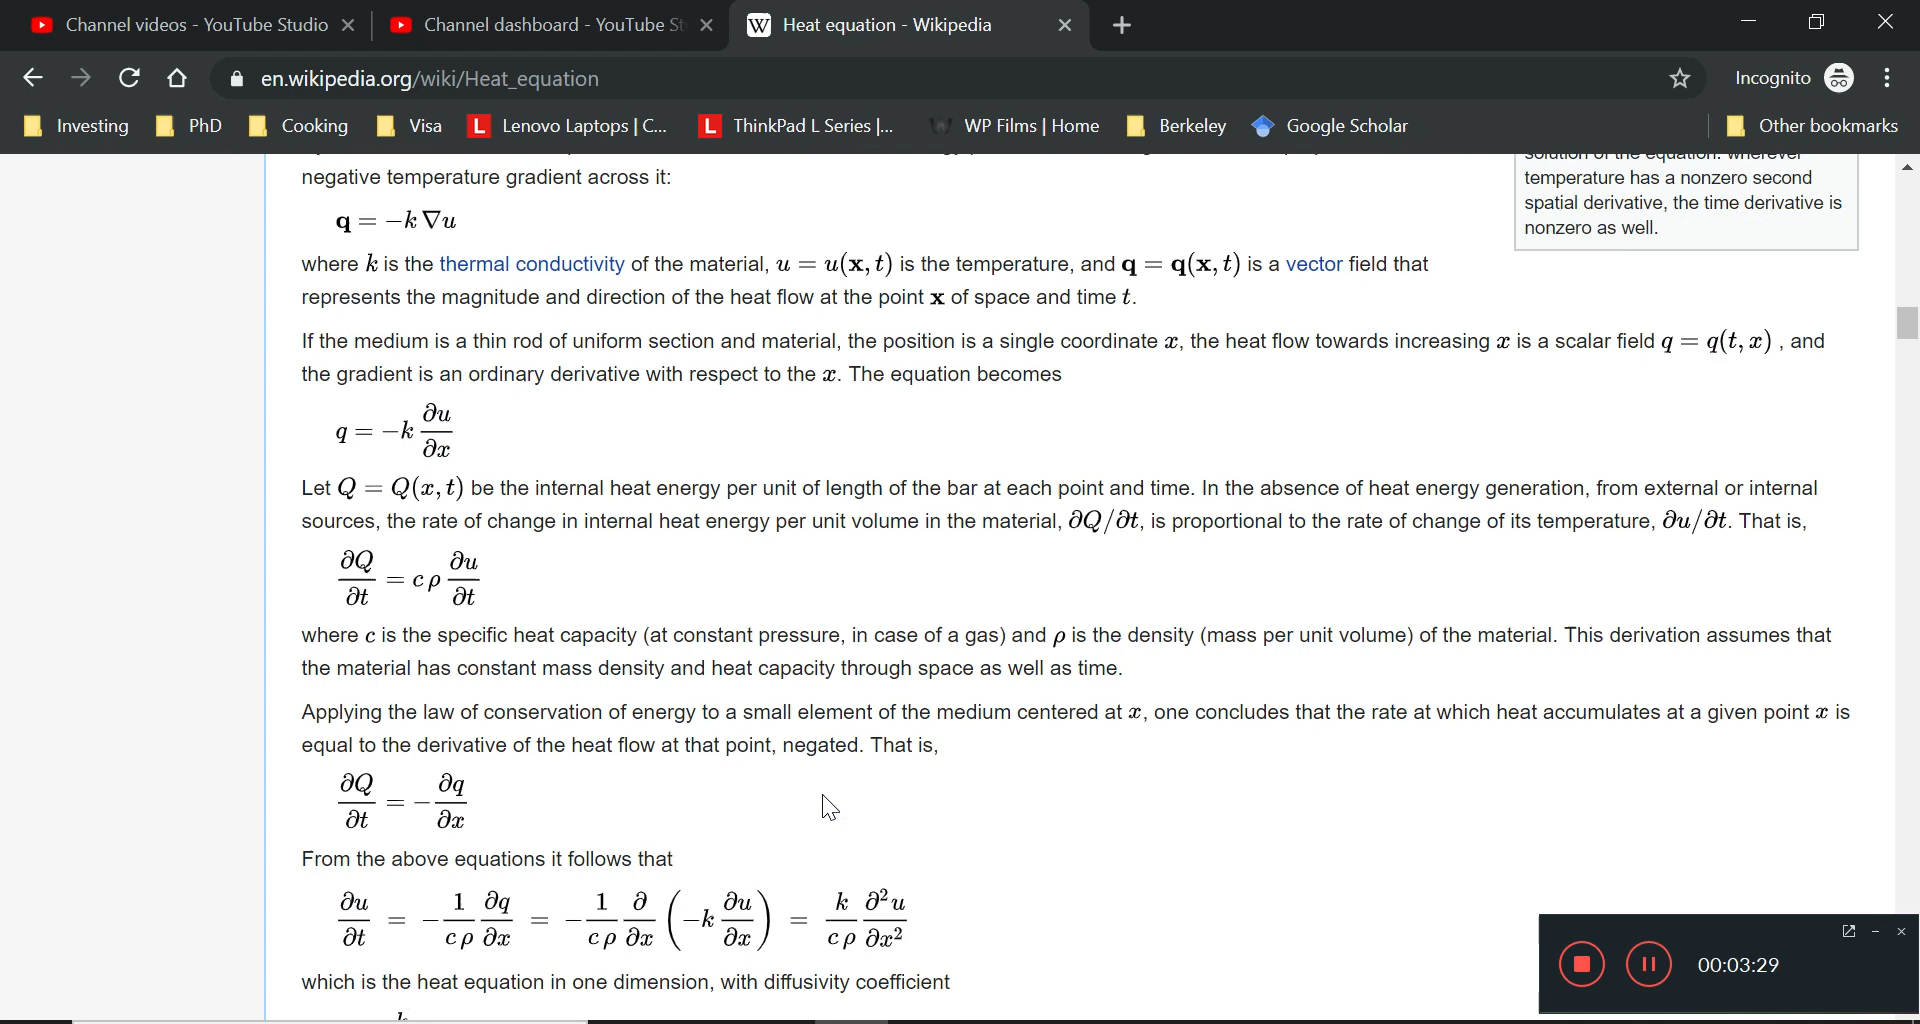 Channel videos - YouTube Studio
Channel dashboard - YouTube St
W Heat equation - Wikipedia
en.wikipedia.org/wiki/Heat_equation
Incognito
Investing
PhD
Cooking
Visa
L Lenovo Laptops | C...
L ThinkPad L Series |...
W WP Films | Home
Berkeley
Google Scholar
Other bookmarks
solution of the equation: wherever
temperature has a nonzero second
spatial derivative, the time derivative is
nonzero as well.
negative temperature gradient across it:
q = −k ∇u
where k is the thermal conductivity of the material, u = u(x, t) is the temperature, and q = q(x, t) is a vector field that
represents the magnitude and direction of the heat flow at the point x of space and time t.
If the medium is a thin rod of uniform section and material, the position is a single coordinate x, the heat flow towards increasing x is a scalar field q = q(t, x) , and
the gradient is an ordinary derivative with respect to the x. The equation becomes
q = −k ∂u/∂x
Let Q = Q(x, t) be the internal heat energy per unit of length of the bar at each point and time. In the absence of heat energy generation, from external or internal
sources, the rate of change in internal heat energy per unit volume in the material, ∂Q/∂t, is proportional to the rate of change of its temperature, ∂u/∂t. That is,
∂Q/∂t = c ρ ∂u/∂t
where c is the specific heat capacity (at constant pressure, in case of a gas) and ρ is the density (mass per unit volume) of the material. This derivation assumes that
the material has constant mass density and heat capacity through space as well as time.
Applying the law of conservation of energy to a small element of the medium centered at x, one concludes that the rate at which heat accumulates at a given point x is
equal to the derivative of the heat flow at that point, negated. That is,
∂Q/∂t = − ∂q/∂x
From the above equations it follows that
∂u/∂t = − 1/(c ρ) ∂q/∂x = − 1/(c ρ) ∂/∂x (−k ∂u/∂x) = k/(c ρ) ∂²u/∂x²
which is the heat equation in one dimension, with diffusivity coefficient
00:03:29